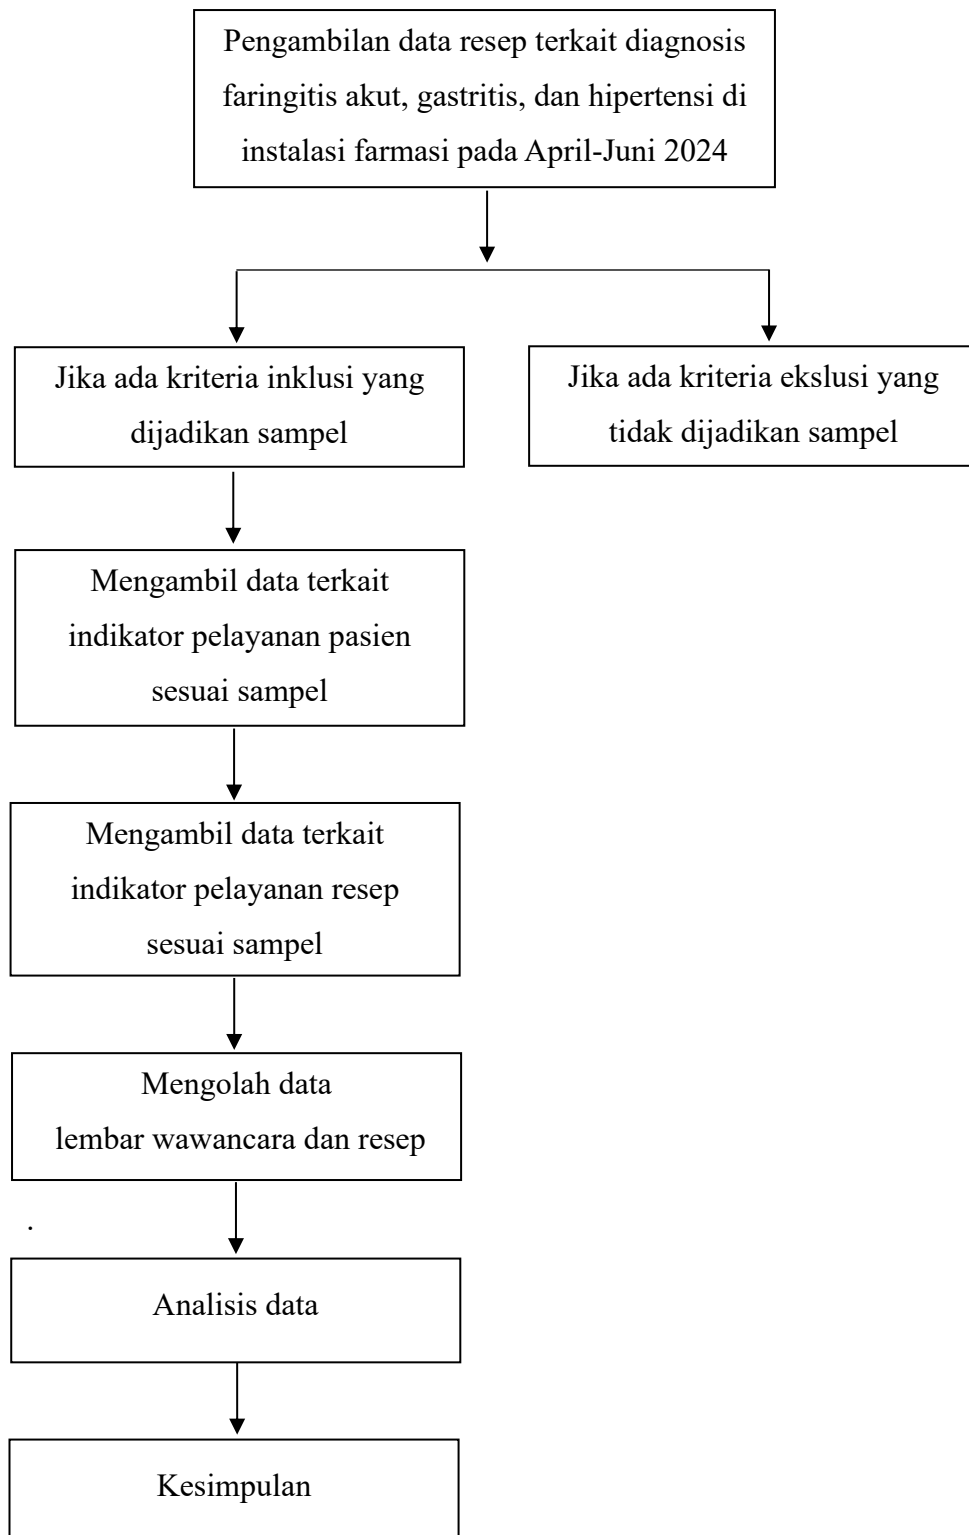 Pengambilan data resep terkait diagnosis
faringitis akut, gastritis, dan hipertensi di
instalasi farmasi pada April-Juni 2024
Jika ada kriteria inklusi yang
dijadikan sampel
Jika ada kriteria ekslusi yang
tidak dijadikan sampel
Mengambil data terkait
indikator pelayanan pasien
sesuai sampel
Mengambil data terkait
indikator pelayanan resep
sesuai sampel
Mengolah data
lembar wawancara dan resep
.
Analisis data
Kesimpulan